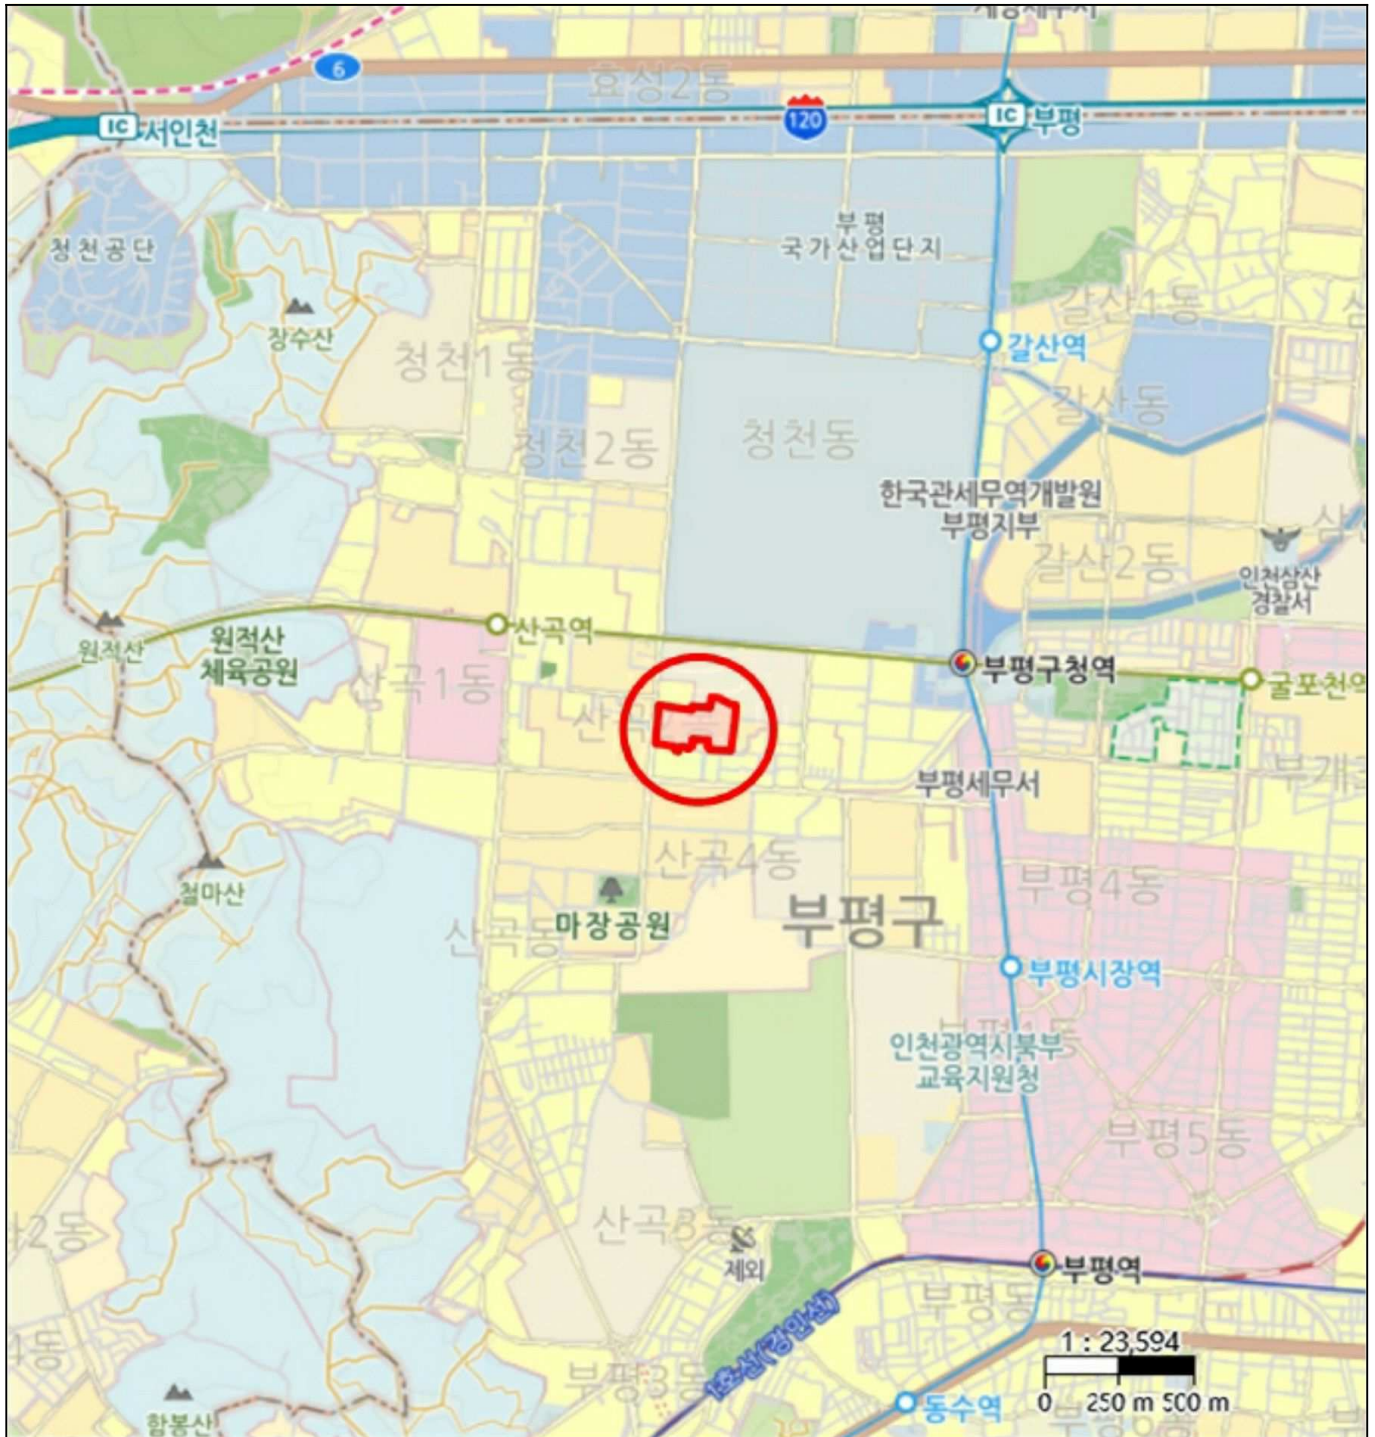 6
효성2동
120
IC
서인천
IC
부평
청천공단
부평
국가산업단지
갈산1동
장수산
갈산역
청천1동
갈산동
청천2동
청천동
한국관세무역개발원
부평지부
갈산2동
인천삼산
경찰서
원적산
원적산
체육공원
산곡역
부평구청역
굴포천역
산곡1동
부평세무서
철마산
산곡4동
부평4동
마장공원
부평구
산곡동
부평시장역
인천광역시북부
교육지원청
부평5동
산곡3동
제외
부평역
부평동
1호선(경인선)
1 : 23,594
0 250 m 500 m
부평3동
동수역
함봉산